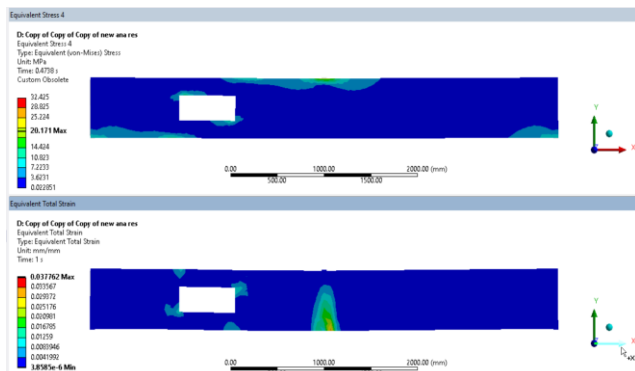 Equivalent Stress 4
D: Copy of Copy of Copy of new ana res
Equivalent Stress 4
Type: Equivalent (von-Mises) Stress
Unit: MPa
Time: 0.4738 s
Custom Obsolete
32.425
28.825
25.224
20.171 Max
14.424
10.823
7.2233
3.6231
0.022851
Y
X
0.00 1000.00 2000.00 (mm)
500.00 1500.00
Equivalent Total Strain
D: Copy of Copy of Copy of new ana res
Equivalent Total Strain
Type: Equivalent Total Strain
Unit: mm/mm
Time: 1 s
0.037762 Max
0.033567
0.029372
0.025176
0.020981
0.016785
0.01259
0.0083946
0.0041992
3.8585e-6 Min
Y
X
+X
0.00 1000.00 2000.00 (mm)